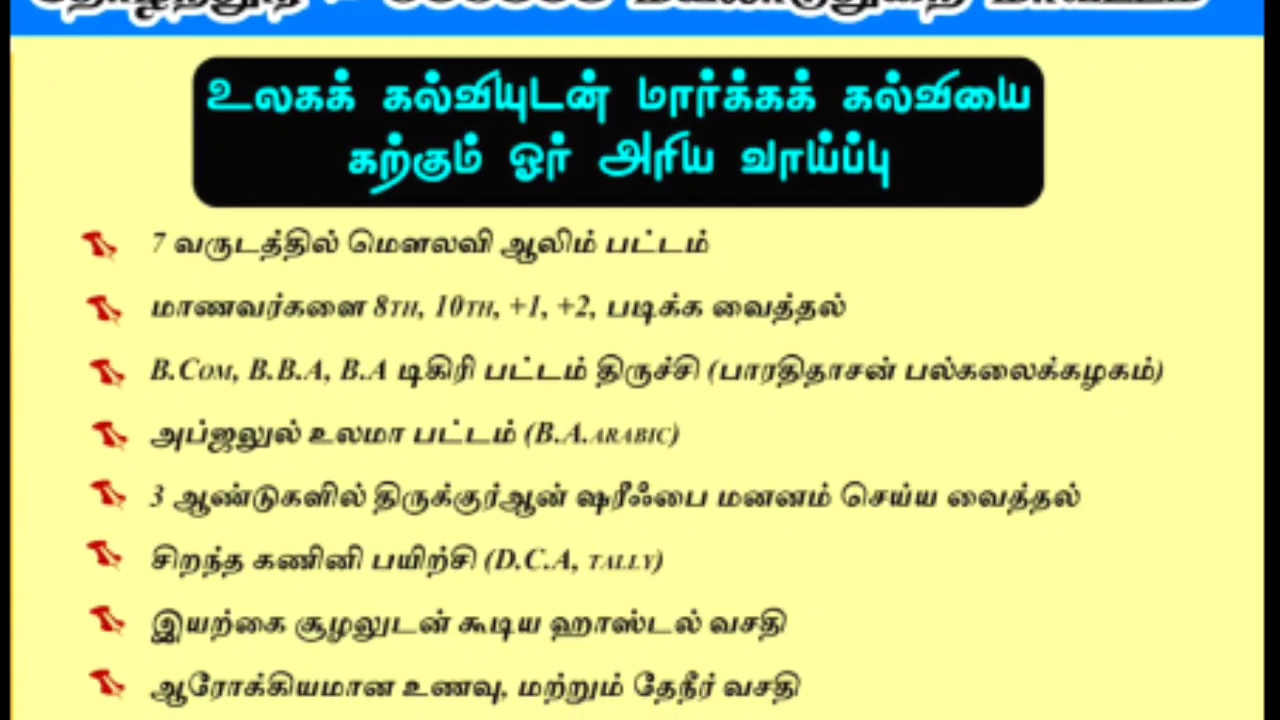 உலகக் கல்வியுடன் மார்க்கக் கல்வியை
கற்கும் ஓர் அரிய வாய்ப்பு
7 வருடத்தில் மௌலவி ஆலிம் பட்டம்
மாணவர்களை 8TH, 10TH, +1, +2, படிக்க வைத்தல்
B.COM, B.B.A, B.A டிகிரி பட்டம் திருச்சி (பாரதிதாசன் பல்கலைக்கழகம்)
அப்ஜலுல் உலமா பட்டம் (B.A.ARABIC)
3 ஆண்டுகளில் திருக்குர்ஆன் ஷரீஃபை மனனம் செய்ய வைத்தல்
சிறந்த கணினி பயிற்சி (D.C.A, TALLY)
இயற்கை சூழலுடன் கூடிய ஹாஸ்டல் வசதி
ஆரோக்கியமான உணவு, மற்றும் தேநீர் வசதி